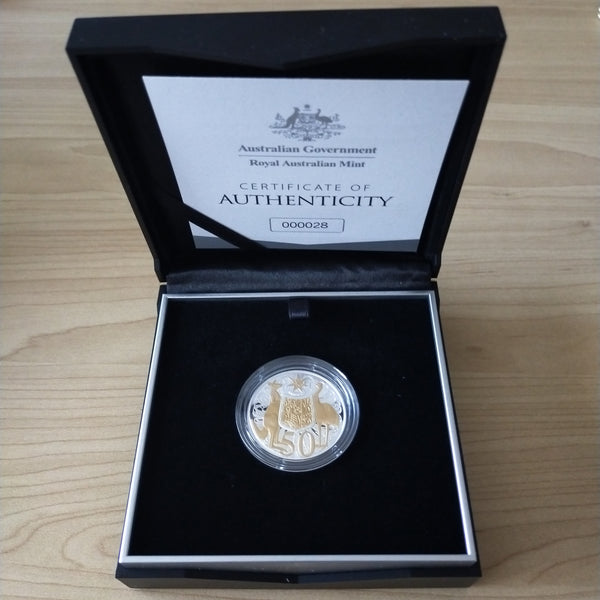 Australian Government
Royal Australian Mint
CERTIFICATE OF
AUTHENTICITY
000028
50